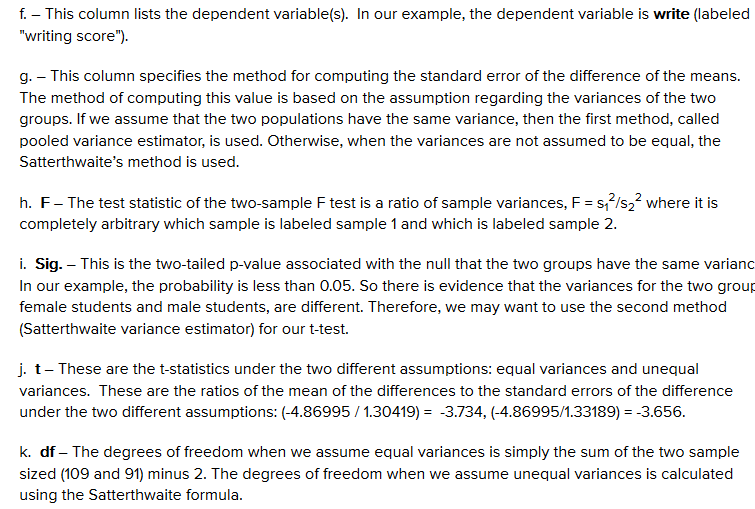 f. – This column lists the dependent variable(s).  In our example, the dependent variable is write (labeled
"writing score").
g. – This column specifies the method for computing the standard error of the difference of the means.
The method of computing this value is based on the assumption regarding the variances of the two
groups. If we assume that the two populations have the same variance, then the first method, called
pooled variance estimator, is used. Otherwise, when the variances are not assumed to be equal, the
Satterthwaite’s method is used.
h.  F – The test statistic of the two-sample F test is a ratio of sample variances, F = s₁²/s₂² where it is
completely arbitrary which sample is labeled sample 1 and which is labeled sample 2.
i.  Sig. – This is the two-tailed p-value associated with the null that the two groups have the same varianc
In our example, the probability is less than 0.05. So there is evidence that the variances for the two group
female students and male students, are different. Therefore, we may want to use the second method
(Satterthwaite variance estimator) for our t-test.
j.  t – These are the t-statistics under the two different assumptions: equal variances and unequal
variances.  These are the ratios of the mean of the differences to the standard errors of the difference
under the two different assumptions: (-4.86995 / 1.30419) =  -3.734, (-4.86995/1.33189) = -3.656.
k.  df – The degrees of freedom when we assume equal variances is simply the sum of the two sample
sized (109 and 91) minus 2. The degrees of freedom when we assume unequal variances is calculated
using the Satterthwaite formula.